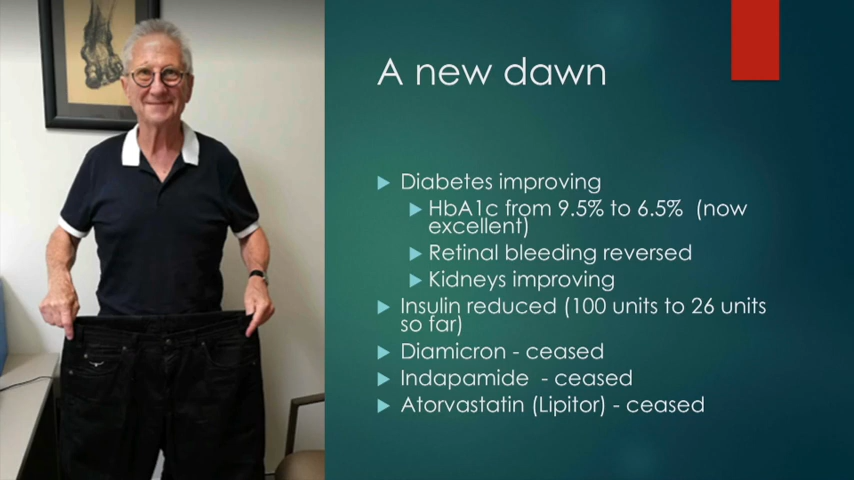 A new dawn
Diabetes improving
HbA1c from 9.5% to 6.5% (now
excellent)
Retinal bleeding reversed
Kidneys improving
Insulin reduced (100 units to 26 units
so far)
Diamicron - ceased
Indapamide - ceased
Atorvastatin (Lipitor) - ceased